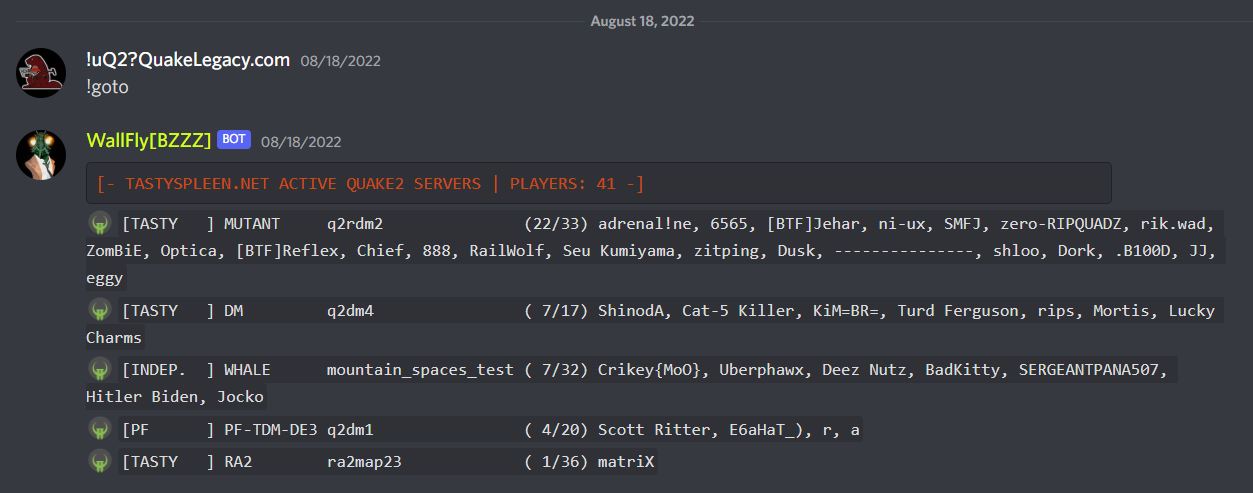 August 18, 2022
!uQ2?QuakeLegacy.com 08/18/2022
!goto
WallFly[BZZZ] BOT 08/18/2022
[- TASTYSPLEEN.NET ACTIVE QUAKE2 SERVERS | PLAYERS: 41 -]
[TASTY   ] MUTANT     q2rdm2               (22/33) adrenal!ne, 6565, [BTF]Jehar, ni-ux, SMFJ, zero-RIPQUADZ, rik.wad,
ZomBiE, Optica, [BTF]Reflex, Chief, 888, RailWolf, Seu Kumiyama, zitping, Dusk, ---------------, shloo, Dork, .B100D, JJ,
eggy
[TASTY   ] DM         q2dm4                ( 7/17) ShinodA, Cat-5 Killer, KiM=BR=, Turd Ferguson, rips, Mortis, Lucky
Charms
[INDEP.  ] WHALE      mountain_spaces_test ( 7/32) Crikey{MoO}, Uberphawx, Deez Nutz, BadKitty, SERGEANTPANA507,
Hitler Biden, Jocko
[PF      ] PF-TDM-DE3 q2dm1                ( 4/20) Scott Ritter, E6aHaT_), r, a
[TASTY   ] RA2        ra2map23             ( 1/36) matriX